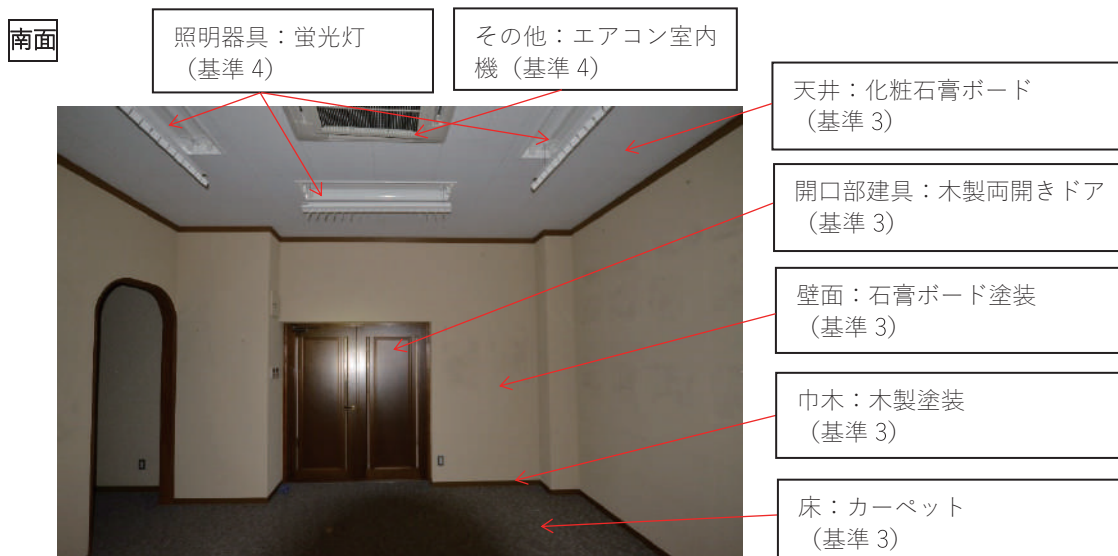 南面
照明器具：蛍光灯
（基準 4）
その他：エアコン室内
機（基準 4）
天井：化粧石膏ボード
（基準 3）
開口部建具：木製両開きドア
（基準 3）
壁面：石膏ボード塗装
（基準 3）
巾木：木製塗装
（基準 3）
床：カーペット
（基準 3）